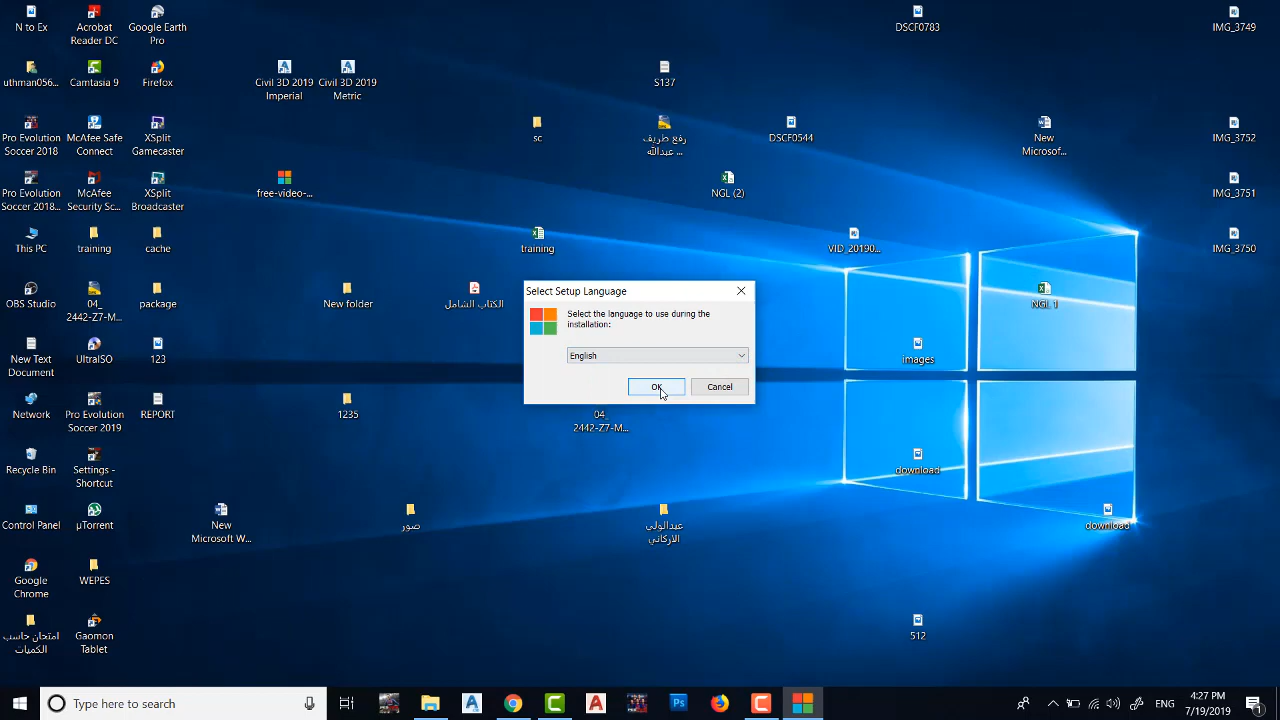 N to Ex
Acrobat
Reader DC
Google Earth
Pro
DSCF0783
IMG_3749
uthman056...
Camtasia 9
Firefox
Civil 3D 2019
Imperial
Civil 3D 2019
Metric
S137
Pro Evolution
Soccer 2018
McAfee Safe
Connect
XSplit
Gamecaster
sc
رفع طريف
عبدالله ...
DSCF0544
New
Microsof...
IMG_3752
Pro Evolution
Soccer 2018...
McAfee
Security Sc...
XSplit
Broadcaster
free-video-...
NGL (2)
IMG_3751
This PC
training
cache
training
VID_20190...
IMG_3750
OBS Studio
04_
2442-Z7-M...
package
New folder
الكتاب الشامل
NGL 1
Select Setup Language
Select the language to use during the
installation:
English
OK
Cancel
New Text
Document
UltraISO
123
images
Network
Pro Evolution
Soccer 2019
REPORT
1235
04_
2442-Z7-M...
Recycle Bin
Settings -
Shortcut
download
Control Panel
µTorrent
New
Microsoft W...
صور
عبدالولي
الاركاني
download
Google
Chrome
WEPES
امتحان حاسب
الكميات
Gaomon
Tablet
512
Type here to search
ENG
4:27 PM
7/19/2019